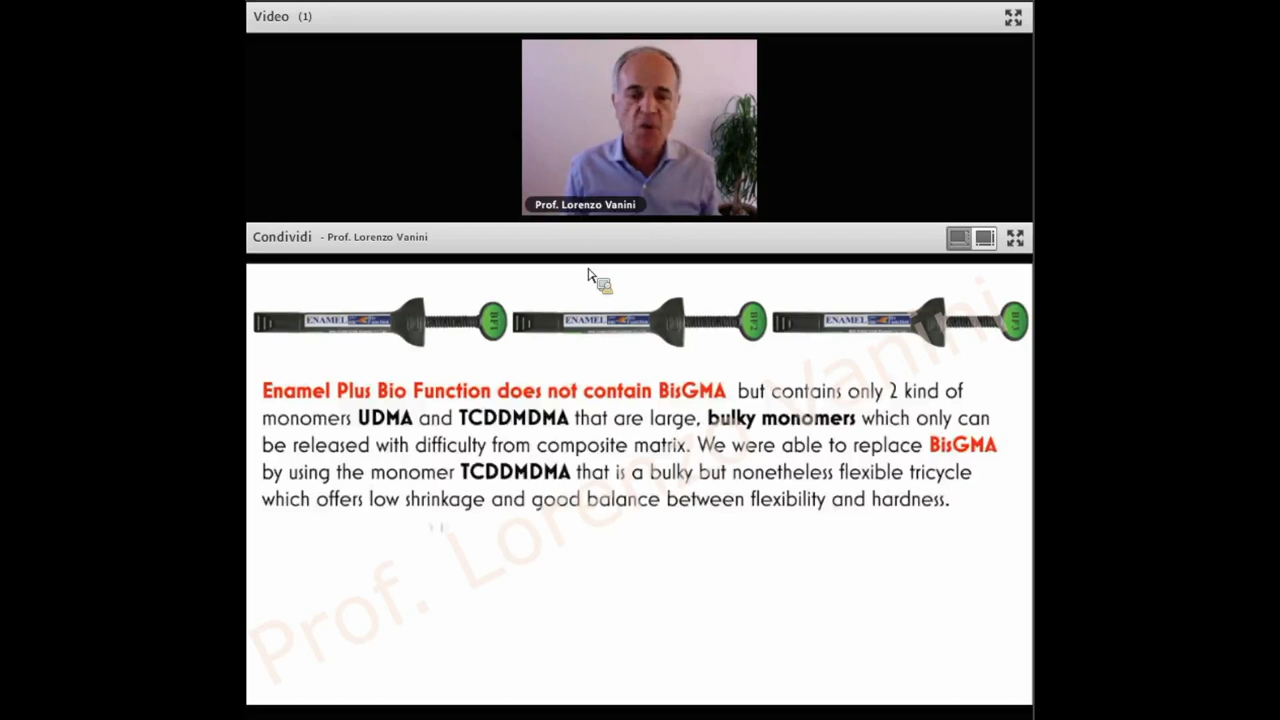 Video (1)
Prof. Lorenzo Vanini
Condividi - Prof. Lorenzo Vanini
ENAMEL BF1 ENAMEL BF2 ENAMEL BF3
Enamel Plus Bio Function does not contain BisGMA but contains only 2 kind of
monomers UDMA and TCDDMDMA that are large, bulky monomers which only can
be released with difficulty from composite matrix. We were able to replace BisGMA
by using the monomer TCDDMDMA that is a bulky but nonetheless flexible tricycle
which offers low shrinkage and good balance between flexibility and hardness.
Prof. Lorenzo Vanini